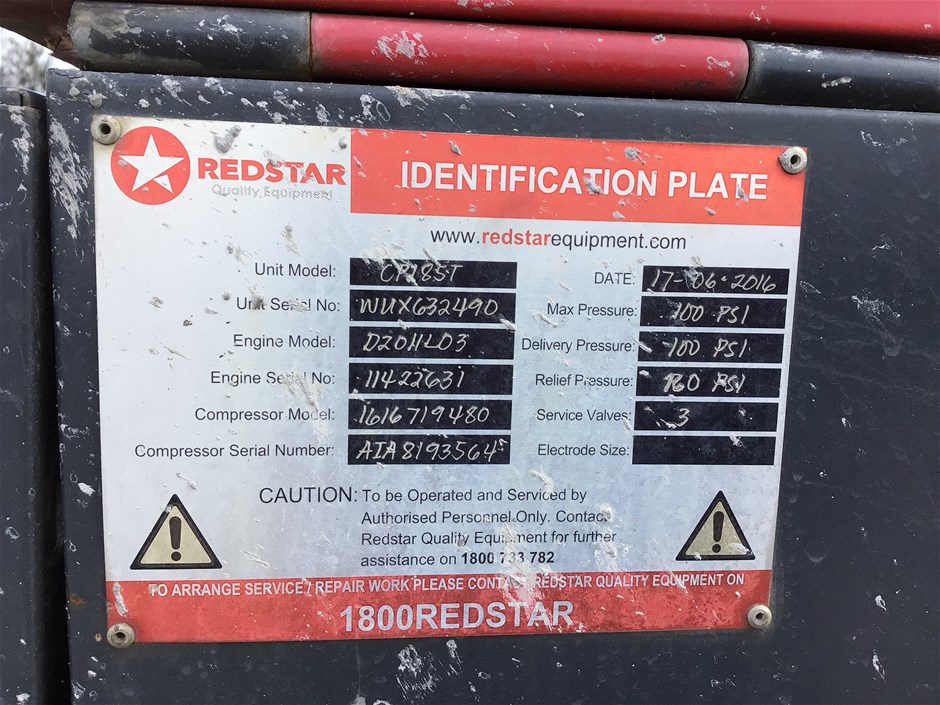 REDSTAR
Quality Equipment
IDENTIFICATION PLATE
www.redstarequipment.com
Unit Model: CP185T
Unit Serial No: WUX632490
Engine Model: D2011L03
Engine Serial No: 11422631
Compressor Model: 1616719480
Compressor Serial Number: AIA81935645
DATE: 17-06-2016
Max Pressure: 100 PSI
Delivery Pressure: 100 PSI
Relief Pressure: 160 PSI
Service Valves: 3
Electrode Size:
CAUTION: To be Operated and Serviced by
Authorised Personnel Only. Contact
Redstar Quality Equipment for further
assistance on 1800 733 782
TO ARRANGE SERVICE / REPAIR WORK PLEASE CONTACT REDSTAR QUALITY EQUIPMENT ON
1800REDSTAR